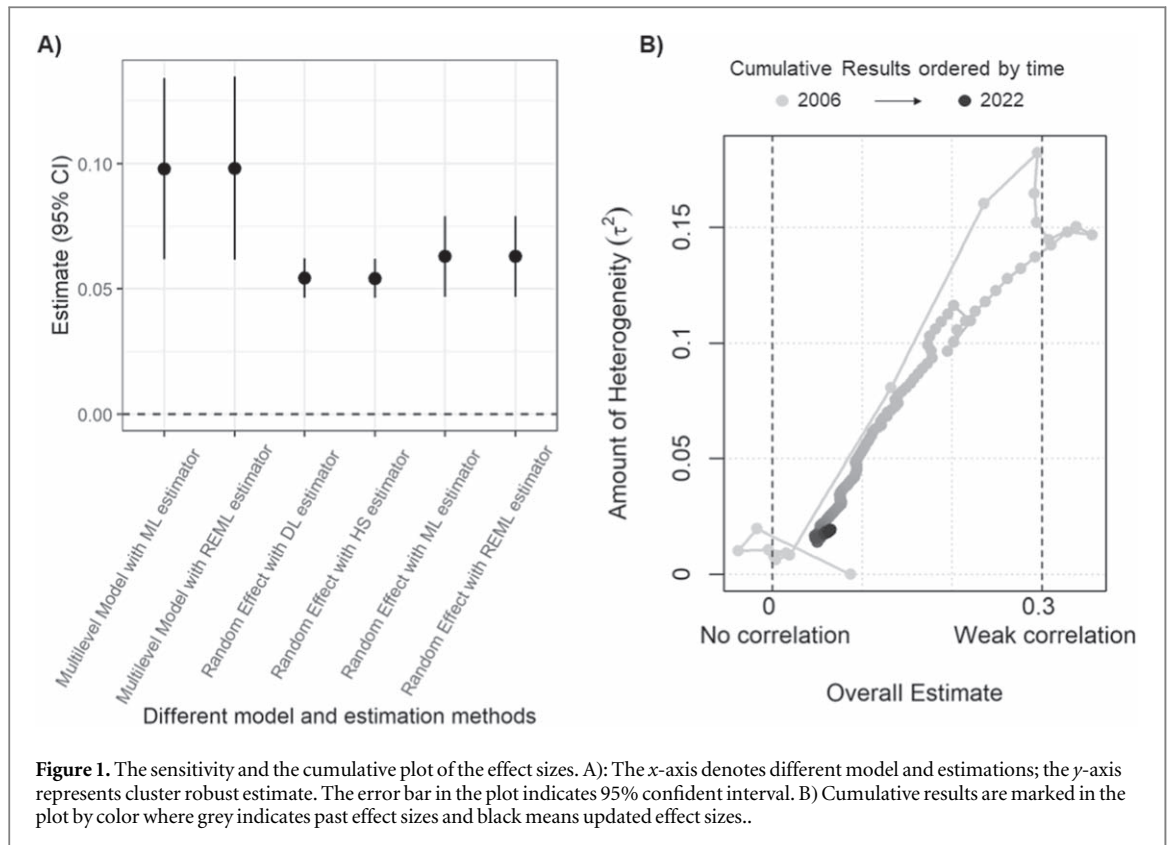 A)
Estimate (95% CI)
0.10
0.05
0.00
Multilevel Model with ML estimator
Multilevel Model with REML estimator
Random Effect with DL estimator
Random Effect with HS estimator
Random Effect with ML estimator
Random Effect with REML estimator
Different model and estimation methods
B)
Cumulative Results ordered by time
2006 → 2022
Amount of Heterogeneity (τ²)
0.15
0.1
0.05
0
0 0.3
No correlation Weak correlation
Overall Estimate
Figure 1. The sensitivity and the cumulative plot of the effect sizes. A): The x-axis denotes different model and estimations; the y-axis
represents cluster robust estimate. The error bar in the plot indicates 95% confident interval. B) Cumulative results are marked in the
plot by color where grey indicates past effect sizes and black means updated effect sizes..